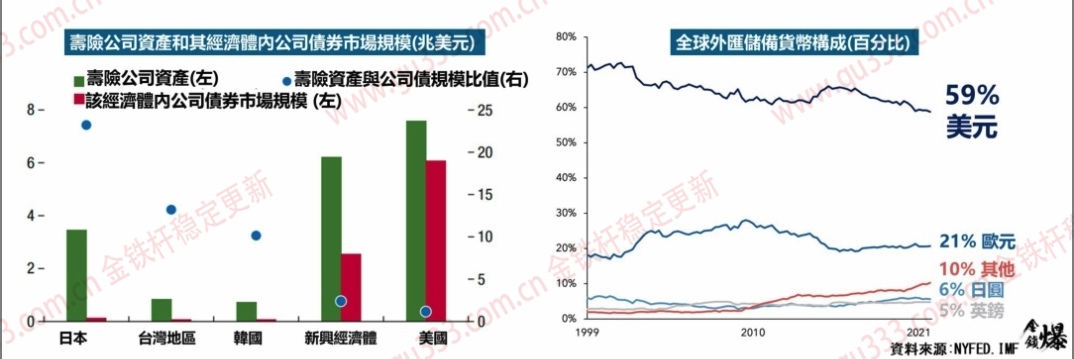 壽險公司資產和其經濟體內公司債券市場規模(兆美元)
壽險公司資產(左)
壽險資產與公司債規模比值(右)
該經濟體内公司債券市場規模 (左)
8
6
4
2
0
25
20
15
10
5
0
日本
台灣地區
韓國
新興經濟體
美國
全球外匯儲備貨幣構成(百分比)
80%
70%
60%
50%
40%
30%
20%
10%
0%
1999
2010
2021
59%
美元
21% 歐元
10% 其他
6% 日圓
5% 英鎊
資料來源:NYFED.IMF
金錢爆
www.gu333.com.cn 金铁杆稳定更新
www.gu333.com.cn 金铁杆稳定更新